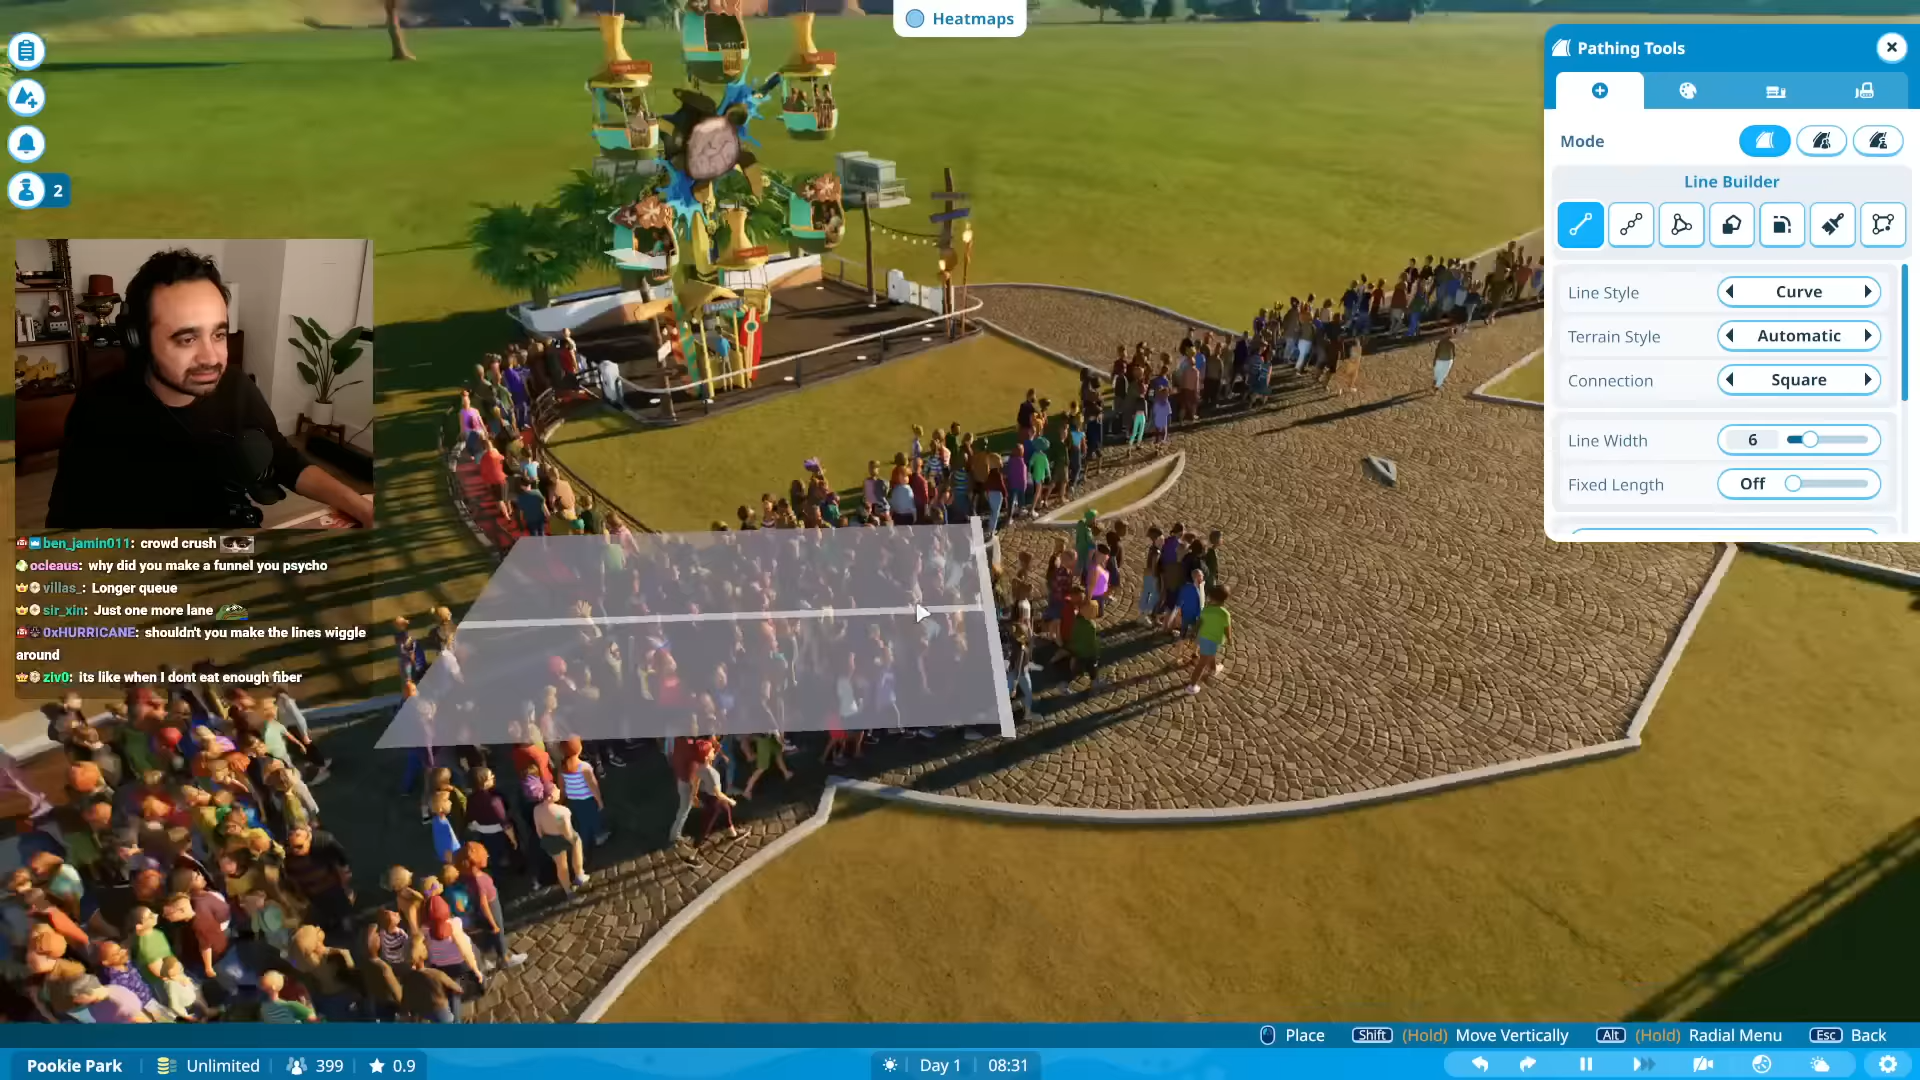 Heatmaps
Pathing Tools
2
Mode
Line Builder
Line Style
Curve
Terrain Style
Automatic
Connection
Square
Line Width
6
Fixed Length
Off
ben_jamin011: crowd crush
ocleaus: why did you make a funnel you psycho
villas_: Longer queue
sir_xin: Just one more lane
0xHURRICANE: shouldn't you make the lines wiggle
around
ziv0: its like when I dont eat enough fiber
Place
Shift (Hold) Move Vertically
Alt (Hold) Radial Menu
Esc Back
Pookie Park
Unlimited
399
0.9
Day 1
08:31